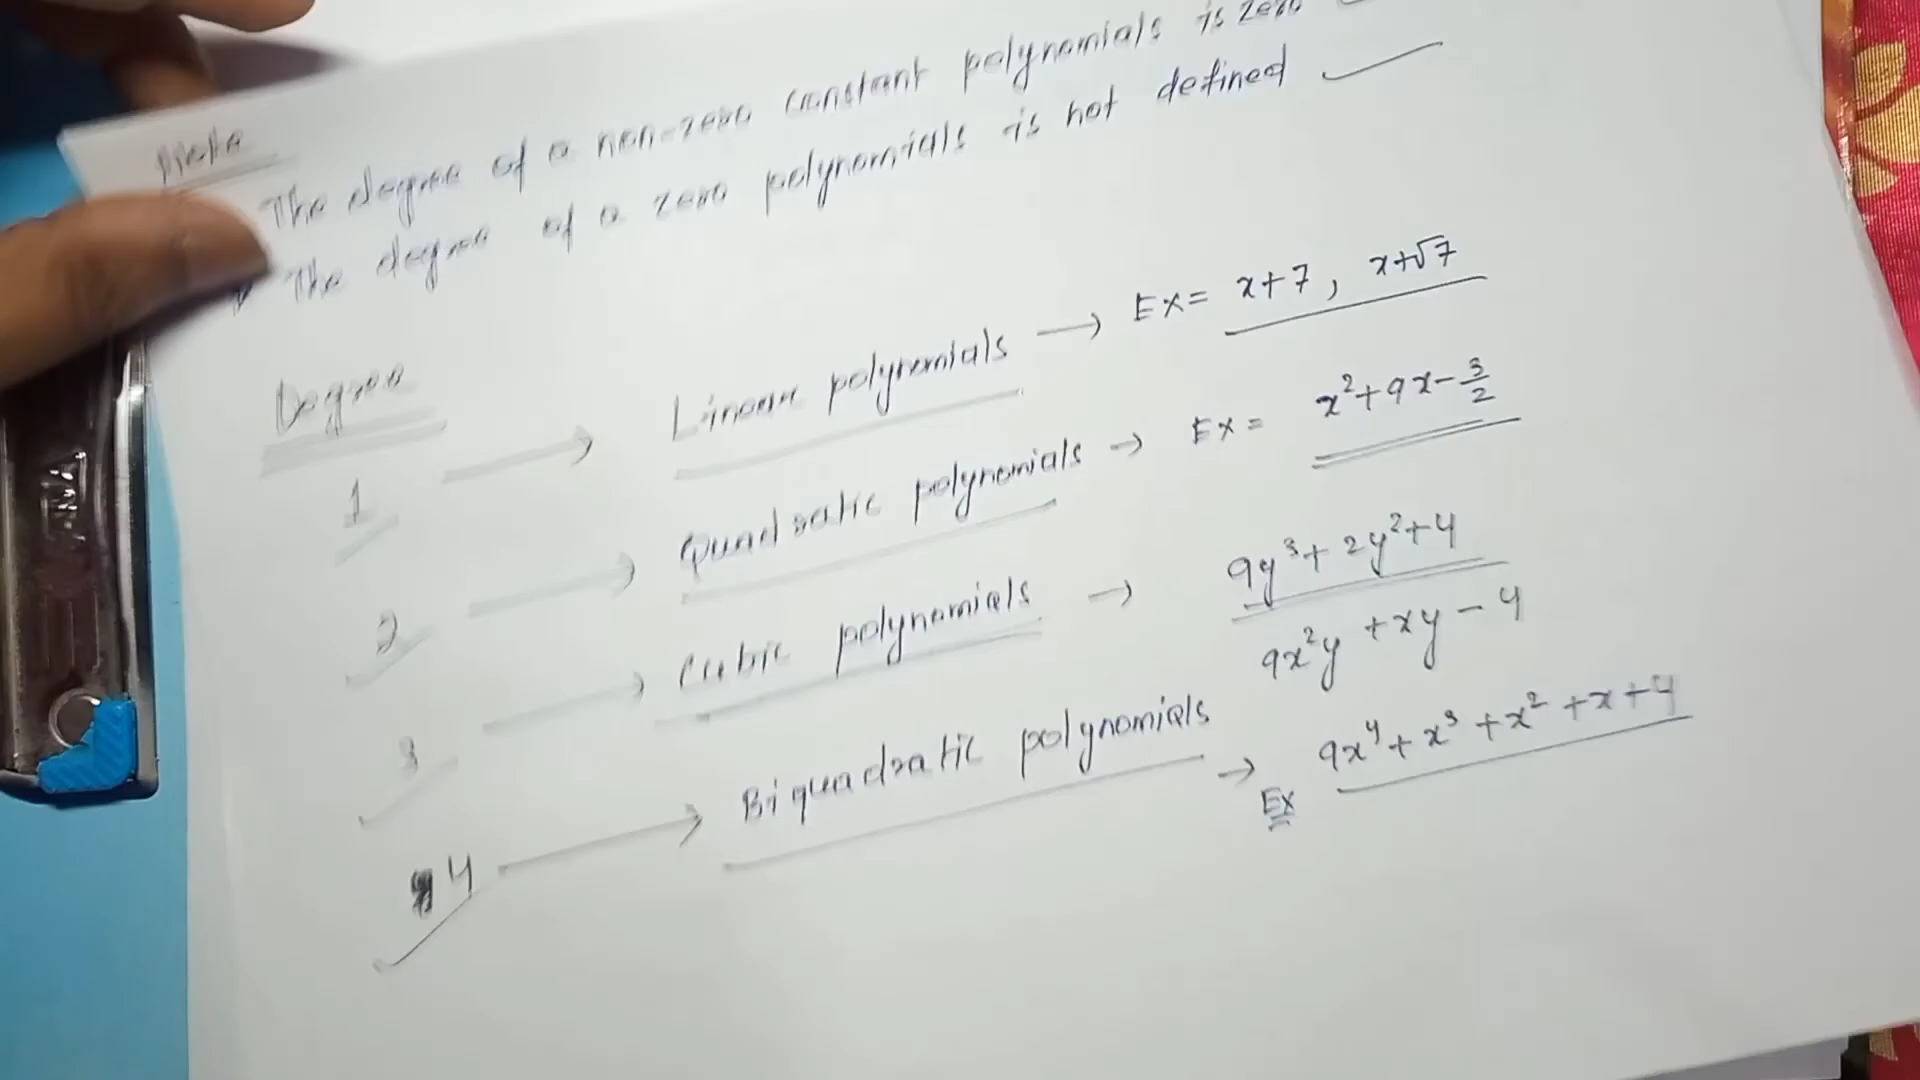 Note
The degree of a non-zero constant polynomials is zero
The degree of a zero polynomials is not defined
Degree
1 → Linear polynomials → Ex = x+7, x+√7
2 → Quadratic polynomials → Ex = x²+9x-3/2
3 → Cubic polynomials → 9y³+2y²+4
9x²y+xy-4
4 → Biquadratic polynomials → Ex 9x⁴+x³+x²+x+4